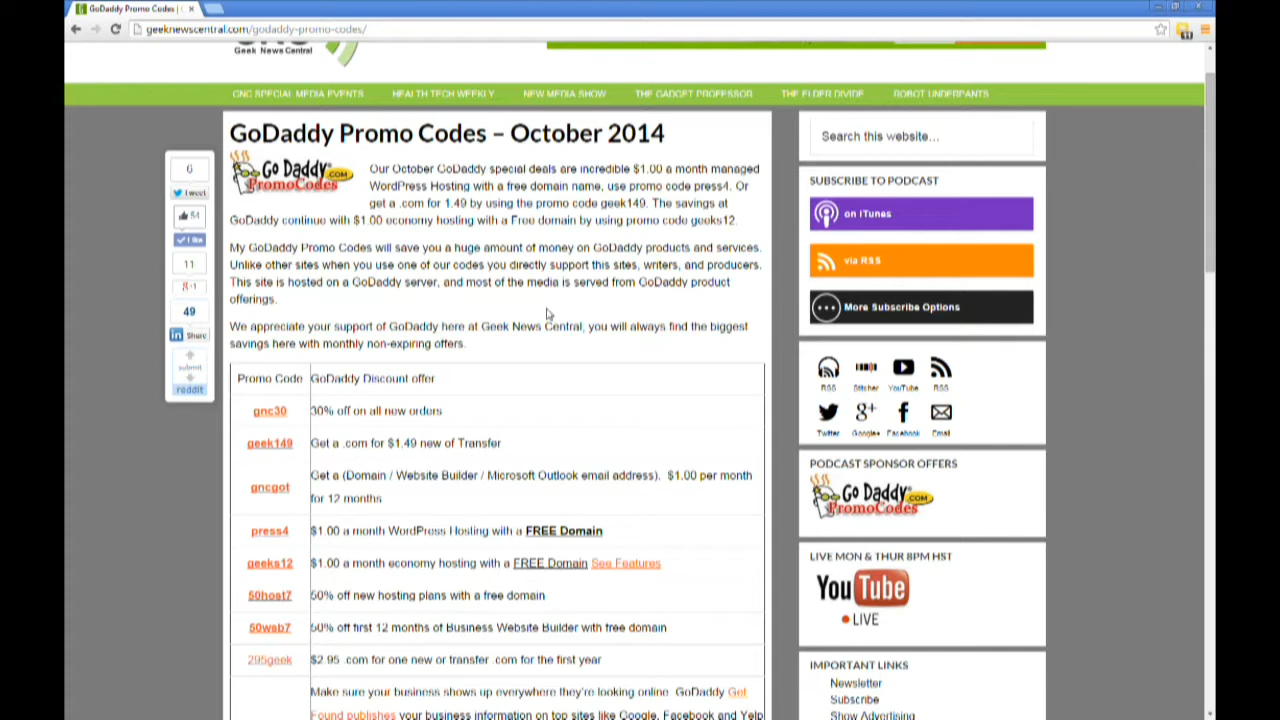 GoDaddy Promo Codes |
geeknewscentral.com/godaddy-promo-codes/
Geek News Central
GNC SPECIAL MEDIA EVENTS HEALTH TECH WEEKLY NEW MEDIA SHOW THE GADGET PROFESSOR THE ELDER DIVIDE ROBOT UNDERPANTS
GoDaddy Promo Codes – October 2014
Go Daddy.COM
PromoCodes
Our October GoDaddy special deals are incredible $1.00 a month managed
WordPress Hosting with a free domain name, use promo code press4. Or
get a .com for 1.49 by using the promo code geek149. The savings at
GoDaddy continue with $1.00 economy hosting with a Free domain by using promo code geeks12.
My GoDaddy Promo Codes will save you a huge amount of money on GoDaddy products and services.
Unlike other sites when you use one of our codes you directly support this sites, writers, and producers.
This site is hosted on a GoDaddy server, and most of the media is served from GoDaddy product
offerings.
We appreciate your support of GoDaddy here at Geek News Central, you will always find the biggest
savings here with monthly non-expiring offers.
Promo Code GoDaddy Discount offer
gnc30 30% off on all new orders
geek149 Get a .com for $1.49 new of Transfer
gncgot Get a (Domain / Website Builder / Microsoft Outlook email address). $1.00 per month
for 12 months
press4 $1.00 a month WordPress Hosting with a FREE Domain
geeks12 $1.00 a month economy hosting with a FREE Domain See Features
50host7 50% off new hosting plans with a free domain
50wsb7 50% off first 12 months of Business Website Builder with free domain
295geek $2.95 .com for one new or transfer .com for the first year
Make sure your business shows up everywhere they're looking online GoDaddy Get
Found publishes your business information on top sites like Google, Facebook and Yelp
6
Tweet
54
Like
11
g+1
49
in Share
submit
reddit
Search this website…
SUBSCRIBE TO PODCAST
on iTunes
via RSS
More Subscribe Options
RSS Stitcher YouTube RSS
Twitter Google+ Facebook Email
PODCAST SPONSOR OFFERS
Go Daddy.COM
PromoCodes
LIVE MON & THUR 8PM HST
YouTube
LIVE
IMPORTANT LINKS
Newsletter
Subscribe
Show Advertising